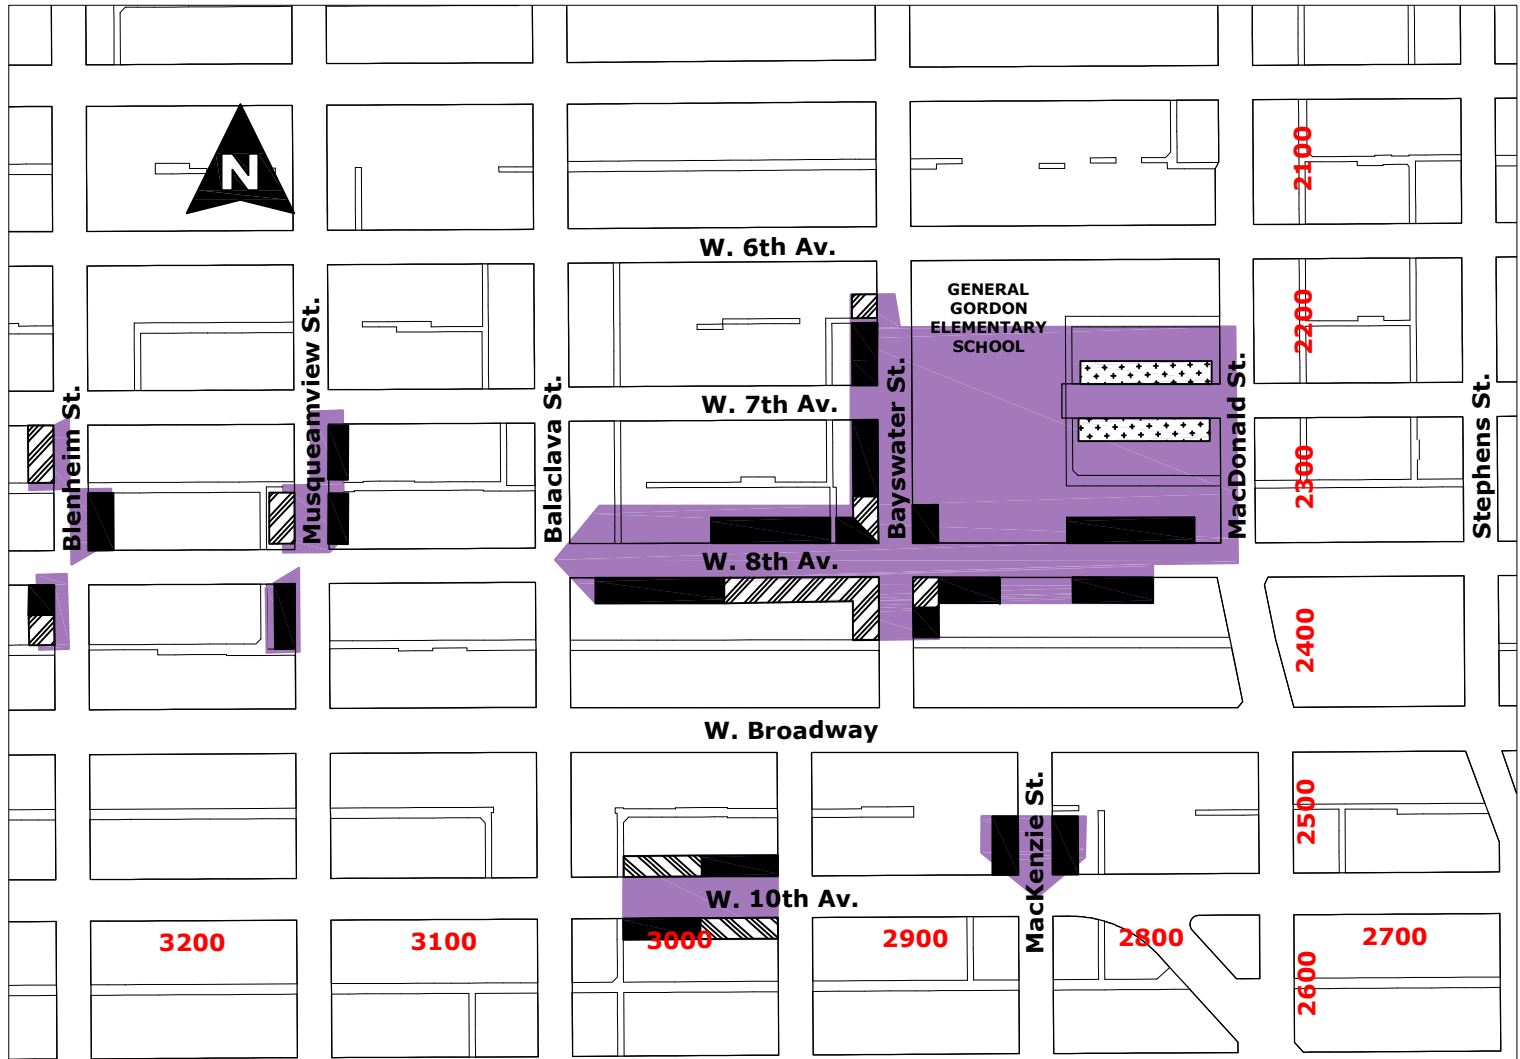 N
2100
W. 6th Av.
GENERAL
GORDON
ELEMENTARY
SCHOOL
2200
Musqueamview St.
MacDonald St.
Bayswater St.
Balaclava St.
Stephens St.
Blenheim St.
W. 7th Av.
2300
W. 8th Av.
2400
W. Broadway
MacKenzie St.
2500
W. 10th Av.
3200
3100
3000
2900
2800
2700
2600